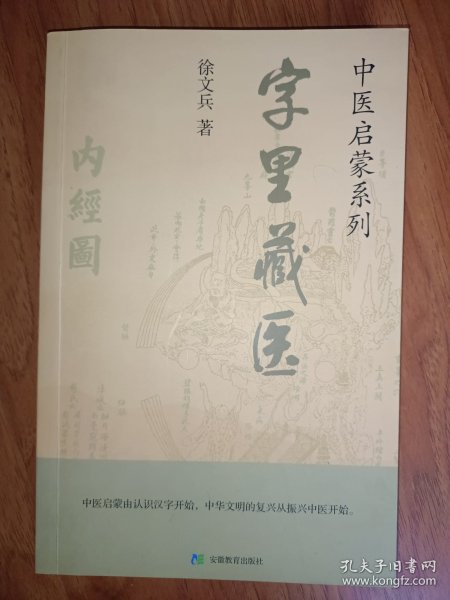 中医启蒙系列
字里藏医
徐文兵 著
内經圖
中医启蒙由认识汉字开始，中华文明的复兴从振兴中医开始。
安徽教育出版社
孔夫子旧书网
www.kongfz.com